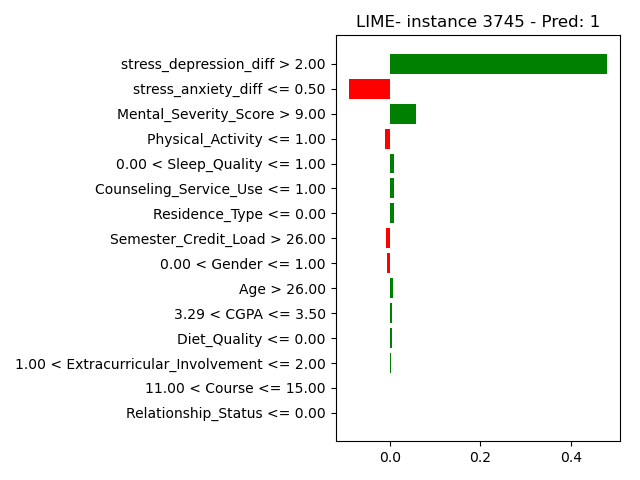 LIME- instance 3745 - Pred: 1
stress_depression_diff > 2.00
stress_anxiety_diff <= 0.50
Mental_Severity_Score > 9.00
Physical_Activity <= 1.00
0.00 < Sleep_Quality <= 1.00
Counseling_Service_Use <= 1.00
Residence_Type <= 0.00
Semester_Credit_Load > 26.00
0.00 < Gender <= 1.00
Age > 26.00
3.29 < CGPA <= 3.50
Diet_Quality <= 0.00
1.00 < Extracurricular_Involvement <= 2.00
11.00 < Course <= 15.00
Relationship_Status <= 0.00
0.0 0.2 0.4